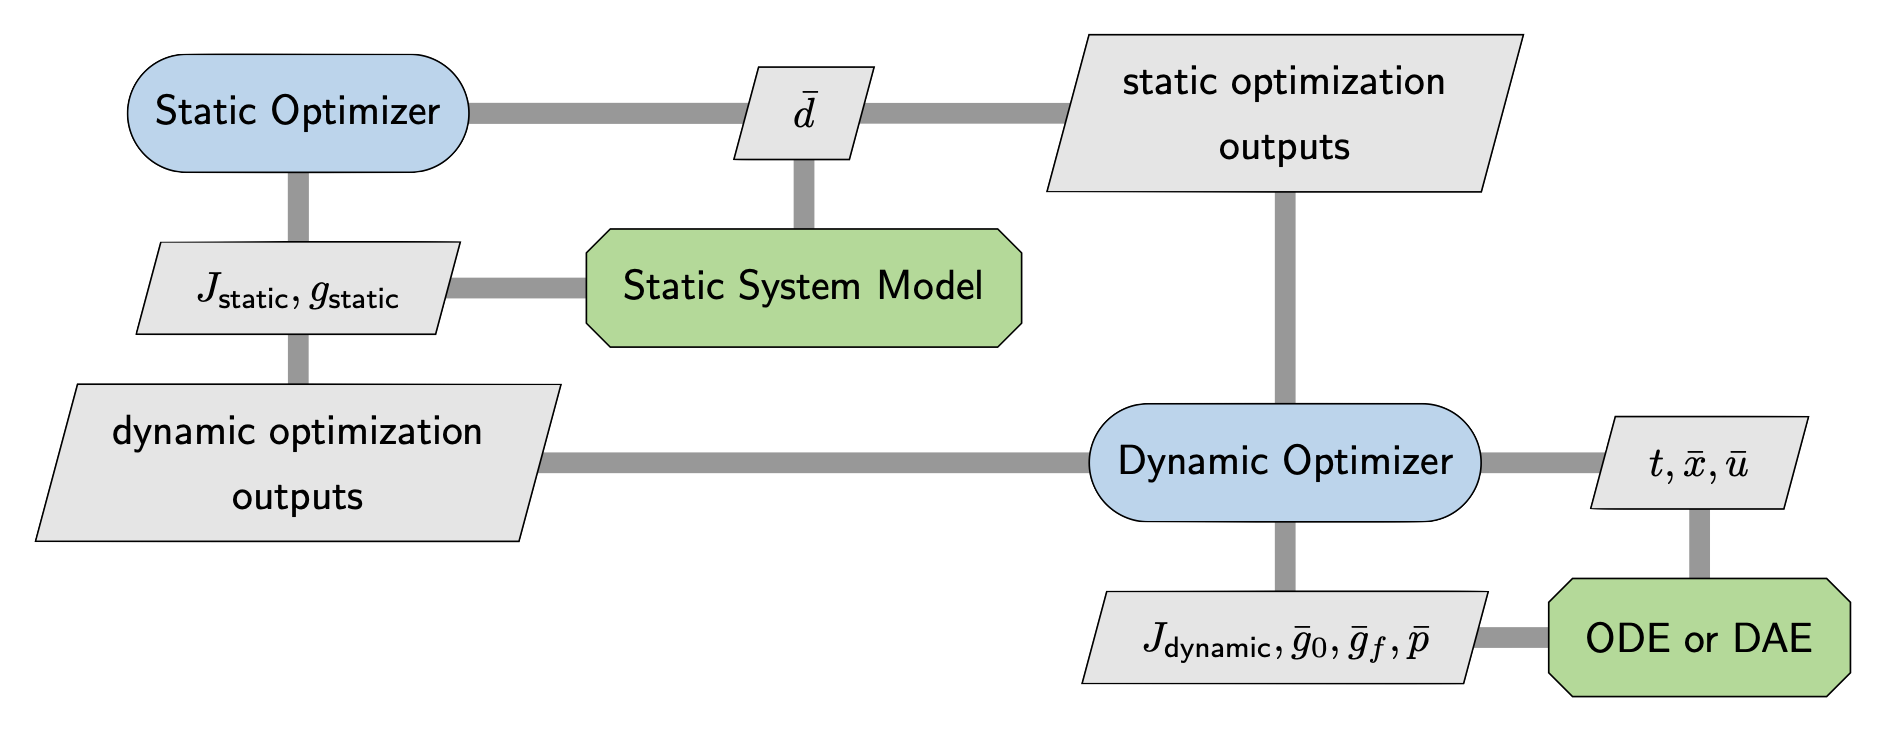 Static Optimizer
d̄
static optimization
outputs
J_static, g_static
Static System Model
dynamic optimization
outputs
Dynamic Optimizer
t, x̄, ū
J_dynamic, ḡ_0, ḡ_f, p̄
ODE or DAE